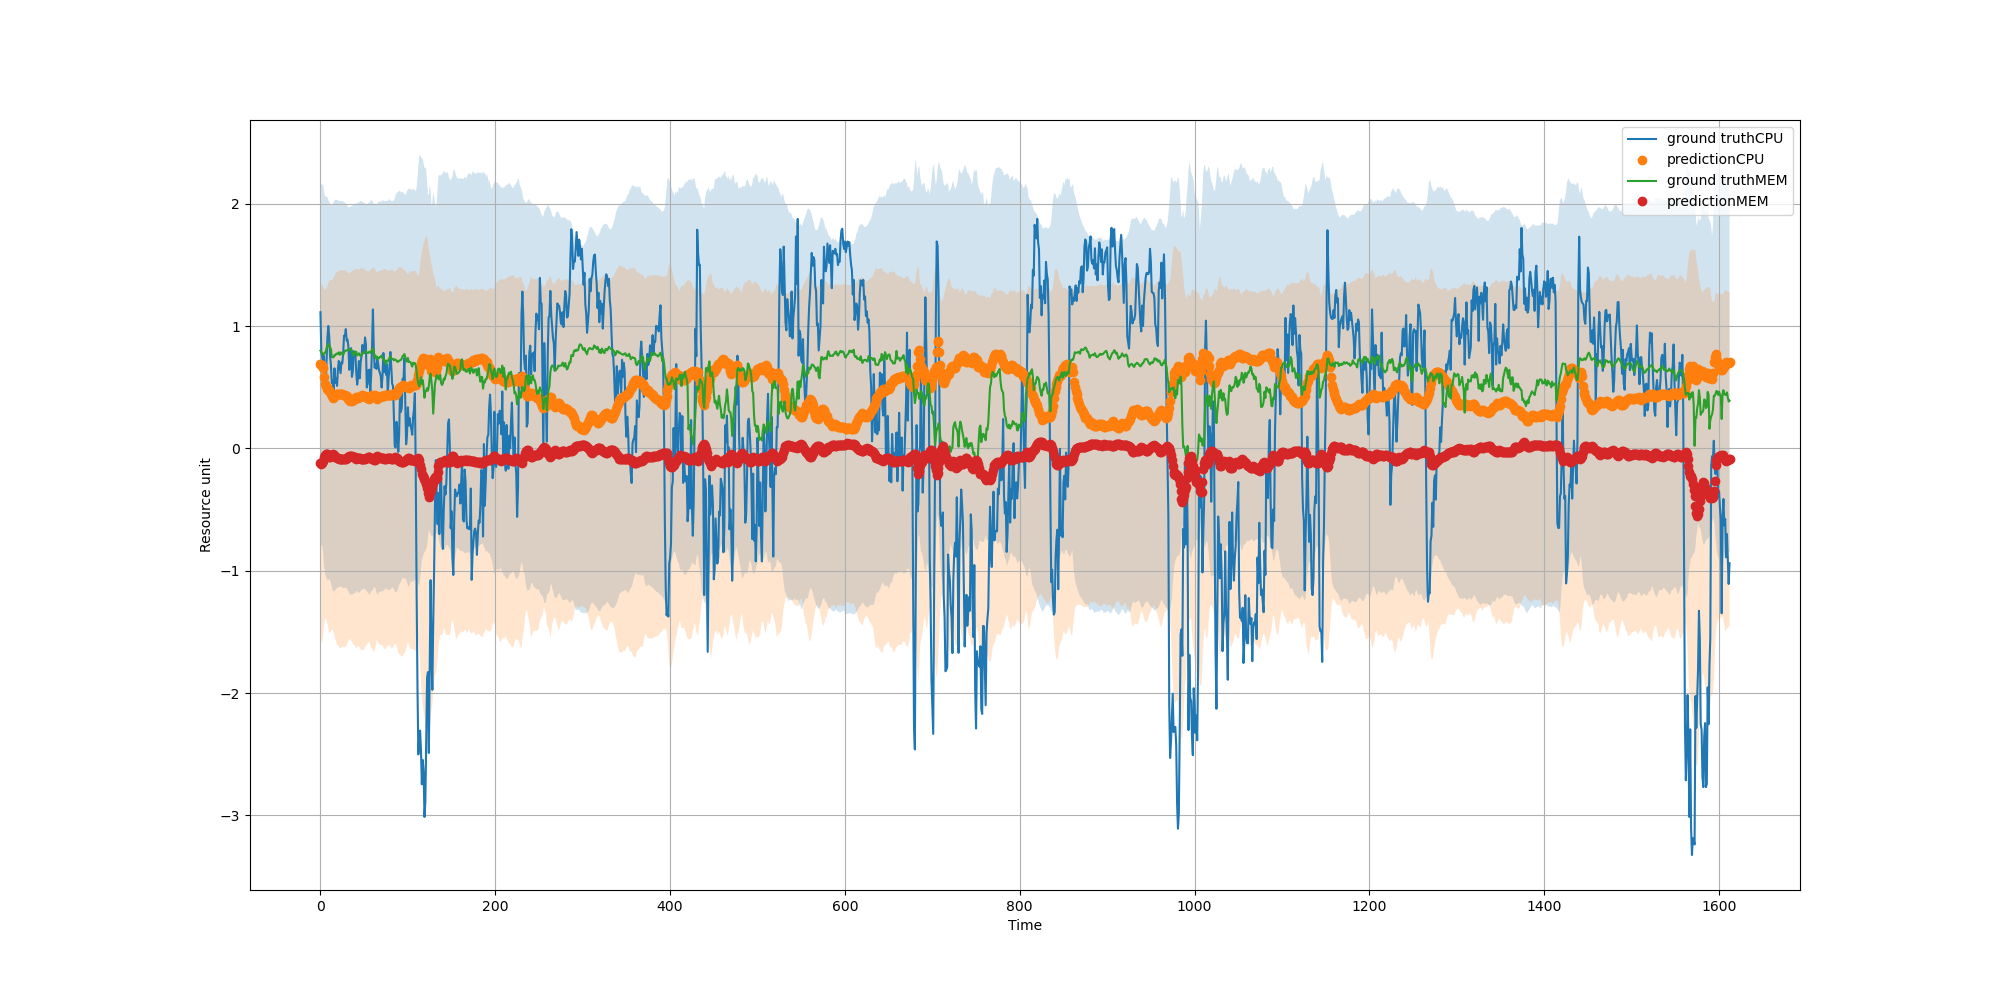 ground truthCPU
predictionCPU
ground truthMEM
predictionMEM
2
1
0
−1
−2
−3
Resource unit
0 200 400 600 800 1000 1200 1400 1600
Time